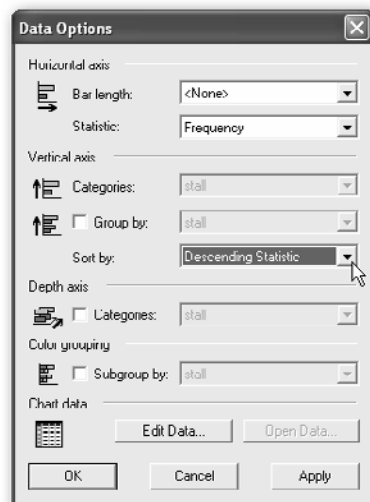 Data Options
Horizontal axis
Bar length: <None>
Statistic: Frequency
Vertical axis
Categories: stall
Group by: stall
Sort by: Descending Statistic
Depth axis
Categories: stall
Color grouping
Subgroup by: stall
Chart data
Edit Data... Open Data...
OK Cancel Apply